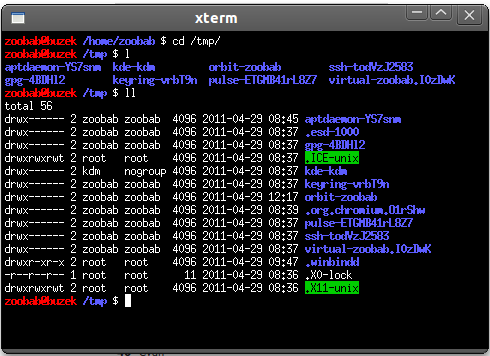 xterm
zoobab@buzek /home/zoobab $ cd /tmp/
zoobab@buzek /tmp $ l
aptdaemon-YS7snm kde-kdm orbit-zoobab ssh-todVzJ2583
gpg-4BDHI2 keyring-vrbT9n pulse-ETGMB41rL8Z7 virtual-zoobab.I0zDwK
zoobab@buzek /tmp $ ll
total 56
drwx------ 2 zoobab zoobab 4096 2011-04-29 08:45 aptdaemon-YS7snm
drwx------ 2 zoobab zoobab 4096 2011-04-29 08:37 .esd-1000
drwx------ 2 zoobab zoobab 4096 2011-04-29 08:37 gpg-4BDHI2
drwxrwxrwt 2 root root 4096 2011-04-29 08:37 .ICE-unix
drwx------ 2 kdm nogroup 4096 2011-04-29 08:37 kde-kdm
drwx------ 2 zoobab zoobab 4096 2011-04-29 08:37 keyring-vrbT9n
drwx------ 2 zoobab zoobab 4096 2011-04-29 12:17 orbit-zoobab
drwx------ 2 zoobab zoobab 4096 2011-04-29 08:39 .org.chromium.O1rShw
drwx------ 2 zoobab zoobab 4096 2011-04-29 08:37 pulse-ETGMB41rL8Z7
drwx------ 2 zoobab zoobab 4096 2011-04-29 08:37 ssh-todVzJ2583
drwx------ 2 zoobab zoobab 4096 2011-04-29 08:37 virtual-zoobab.I0zDwK
drwxr-xr-x 2 root root 4096 2011-04-29 09:47 .winbindd
-r--r--r-- 1 root root 11 2011-04-29 08:36 .X0-lock
drwxrwxrwt 2 root root 4096 2011-04-29 08:36 .X11-unix
zoobab@buzek /tmp $